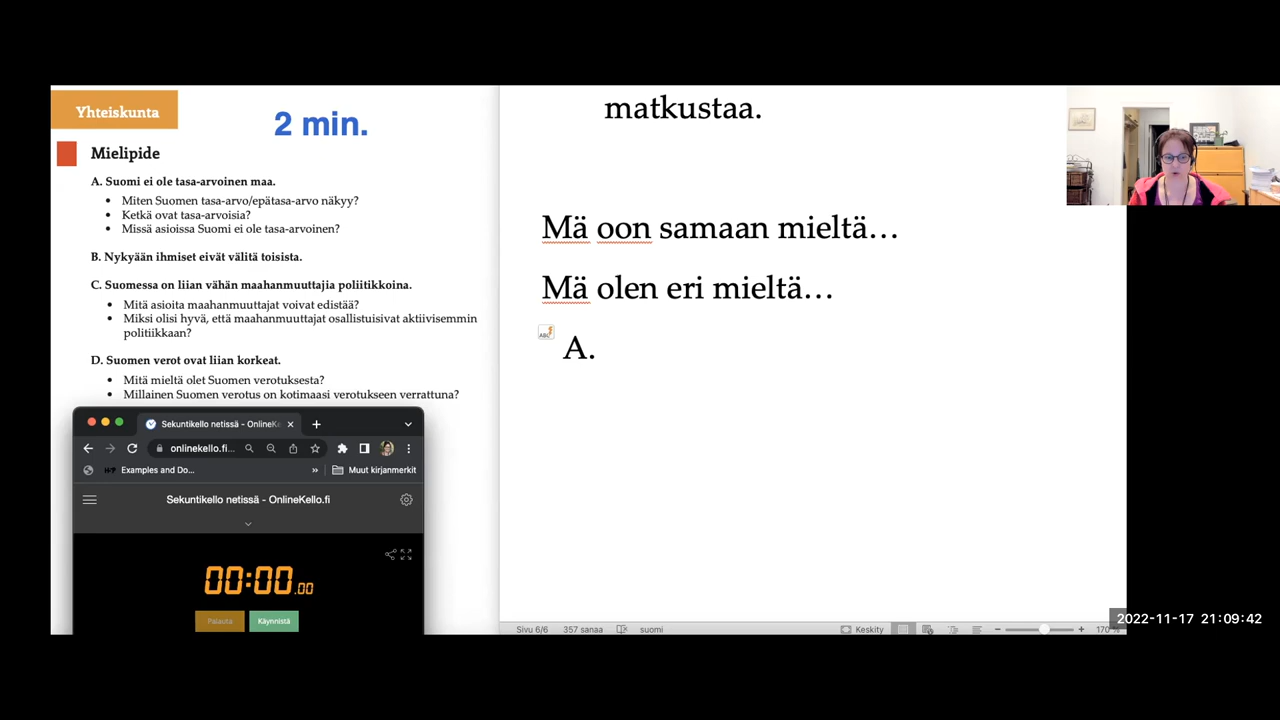 Yhteiskunta
2 min.
Mielipide
A. Suomi ei ole tasa-arvoinen maa.
• Miten Suomen tasa-arvo/epätasa-arvo näkyy?
• Ketkä ovat tasa-arvoisia?
• Missä asioissa Suomi ei ole tasa-arvoinen?
B. Nykyään ihmiset eivät välitä toisista.
C. Suomessa on liian vähän maahanmuuttajia poliitikkoina.
• Mitä asioita maahanmuuttajat voivat edistää?
• Miksi olisi hyvä, että maahanmuuttajat osallistuisivat aktiivisemmin
politiikkaan?
D. Suomen verot ovat liian korkeat.
• Mitä mieltä olet Suomen verotuksesta?
• Millainen Suomen verotus on kotimaasi verotukseen verrattuna?
Sekuntikello netissä - OnlineKe
onlinekello.fi...
Examples and Do...
»
Muut kirjanmerkit
Sekuntikello netissä - OnlineKello.fi
00:00.00
Palauta
Käynnistä
matkustaa.
Mä oon samaan mieltä...
Mä olen eri mieltä...
ABC
A.
Sivu 6/6
357 sanaa
suomi
Keskity
170 %
2022-11-17 21:09:42